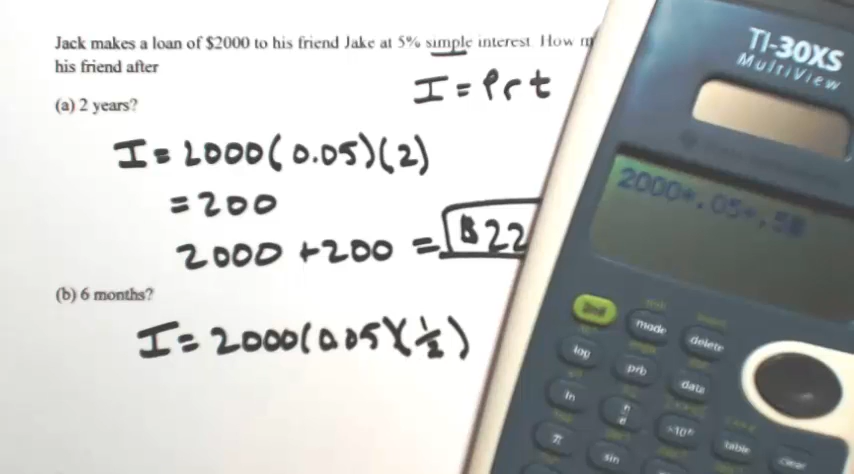 Jack makes a loan of $2000 to his friend Jake at 5% simple interest. How
his friend after
I = Prt
(a) 2 years?
I = 2000(0.05)(2)
= 200
2000 + 200 = $22
(b) 6 months?
I = 2000(0.05)(1/2)
TI-30XS
MultiView
2000*.05*.5
2nd
mode
delete
log
prb
data
ln
n/d
×10ⁿ
table
clear
π
sin